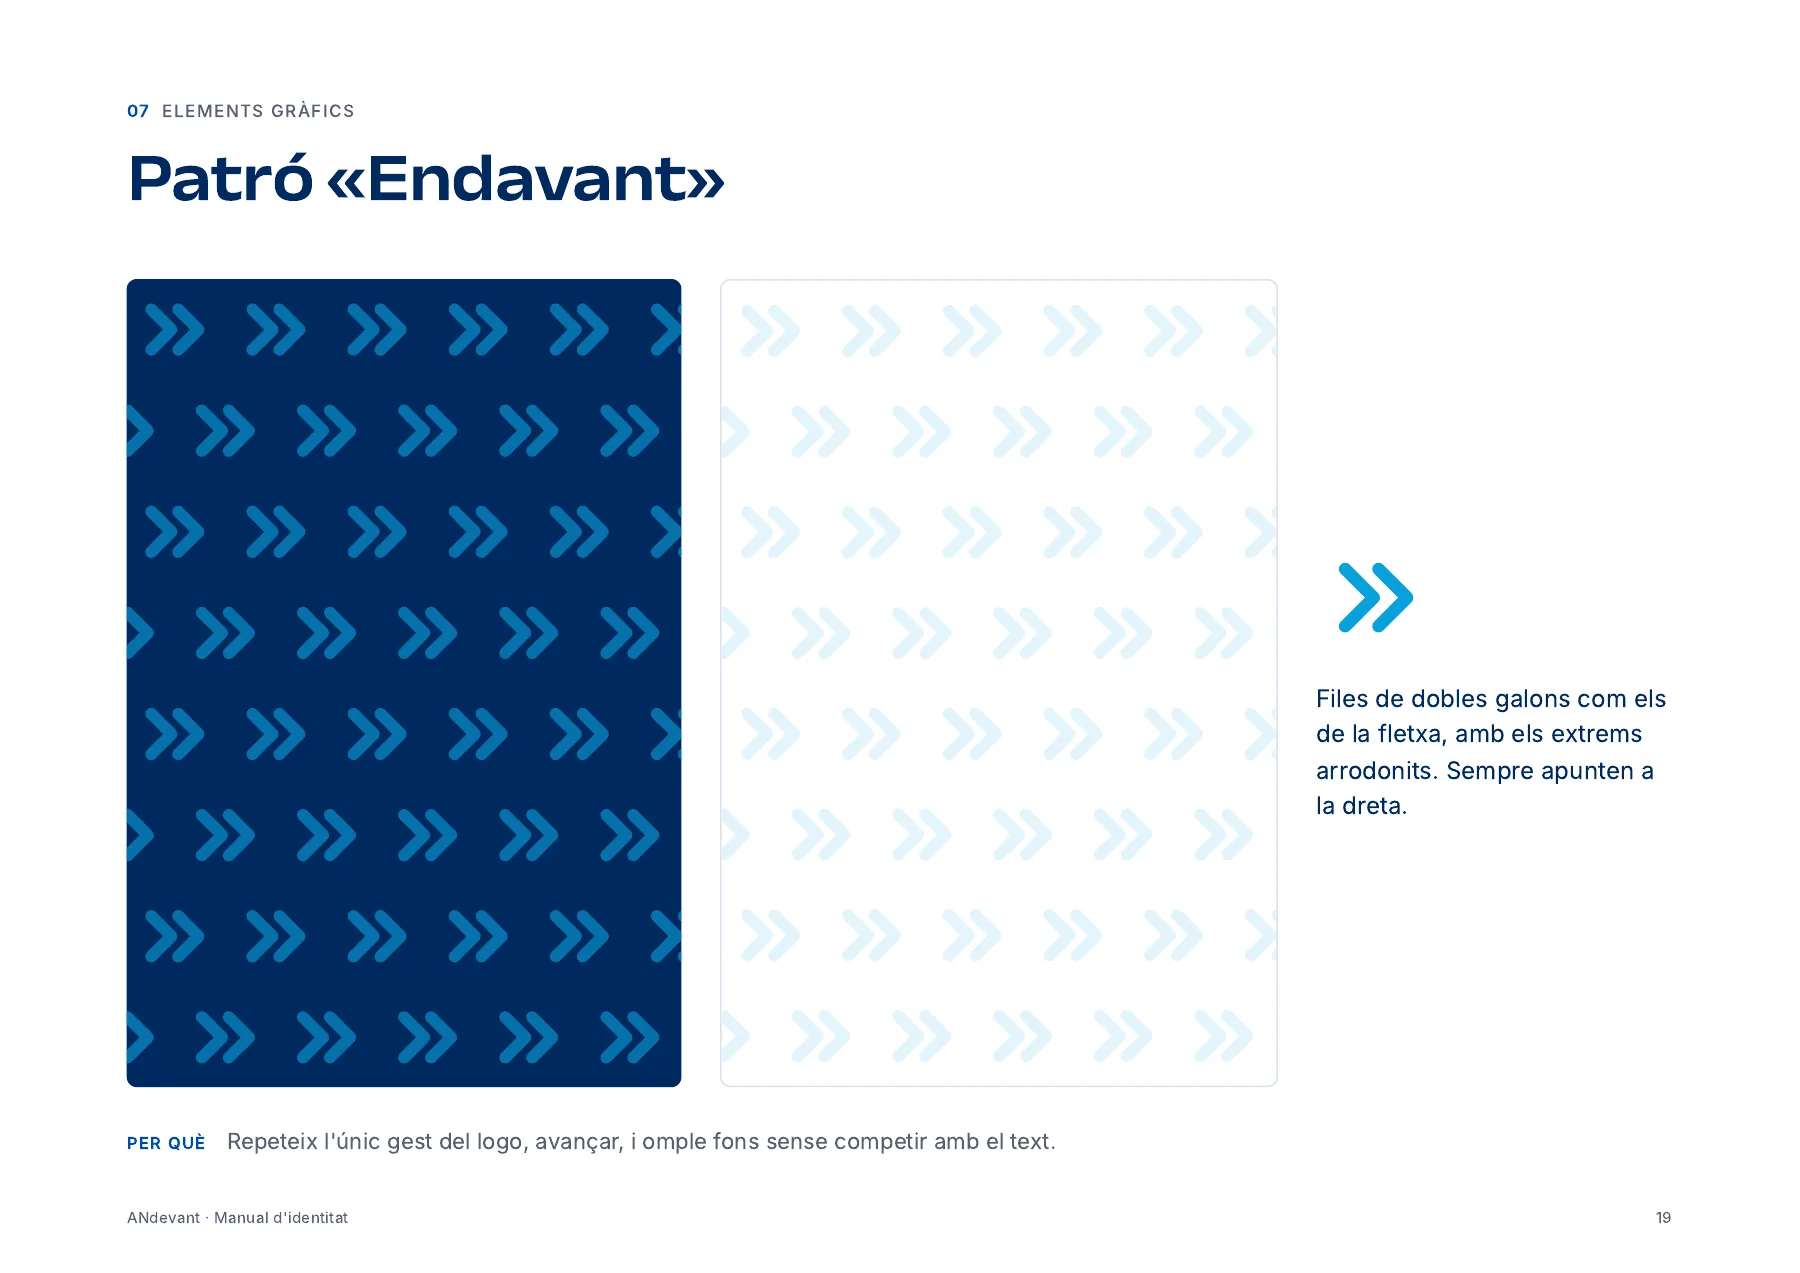 07 ELEMENTS GRÀFICS
Patró «Endavant»
Files de dobles galons com els
de la fletxa, amb els extrems
arrodonits. Sempre apunten a
la dreta.
PER QUÈ Repeteix l'únic gest del logo, avançar, i omple fons sense competir amb el text.
ANdevant · Manual d'identitat
19